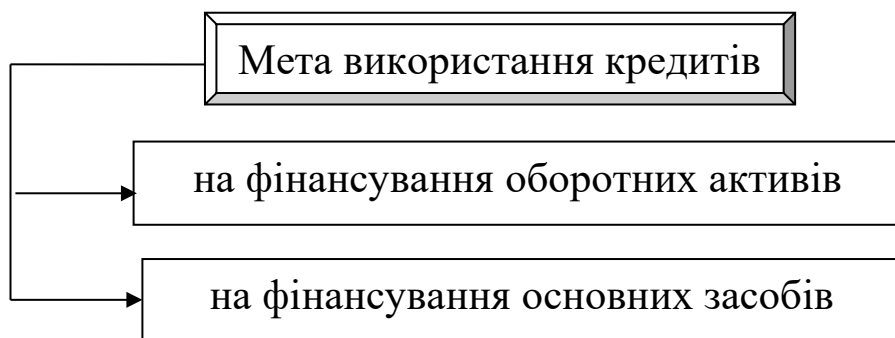 Мета використання кредитів
на фінансування оборотних активів
на фінансування основних засобів